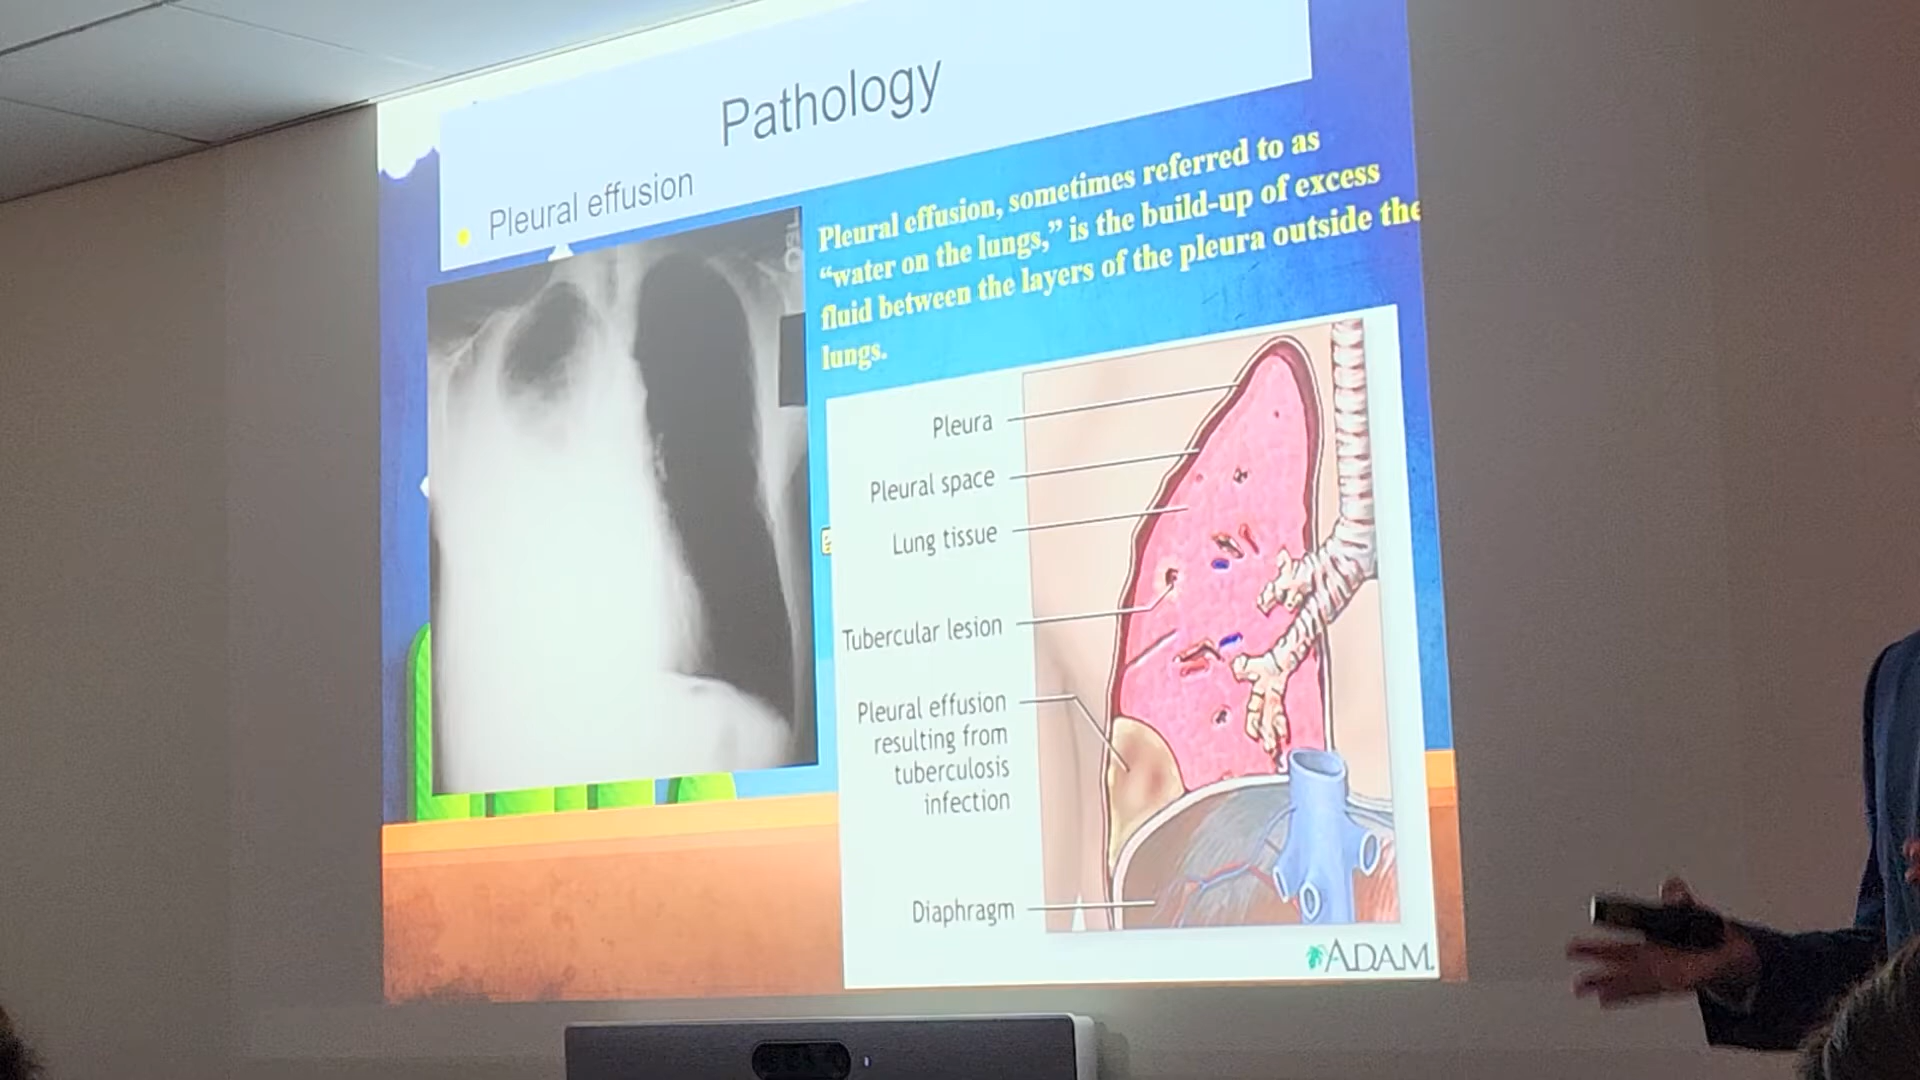 Pathology
Pleural effusion
Pleural effusion, sometimes referred to as
“water on the lungs,” is the build-up of excess
fluid between the layers of the pleura outside the
lungs.
Pleura
Pleural space
Lung tissue
Tubercular lesion
Pleural effusion
resulting from
tuberculosis
infection
Diaphragm
ADAM.